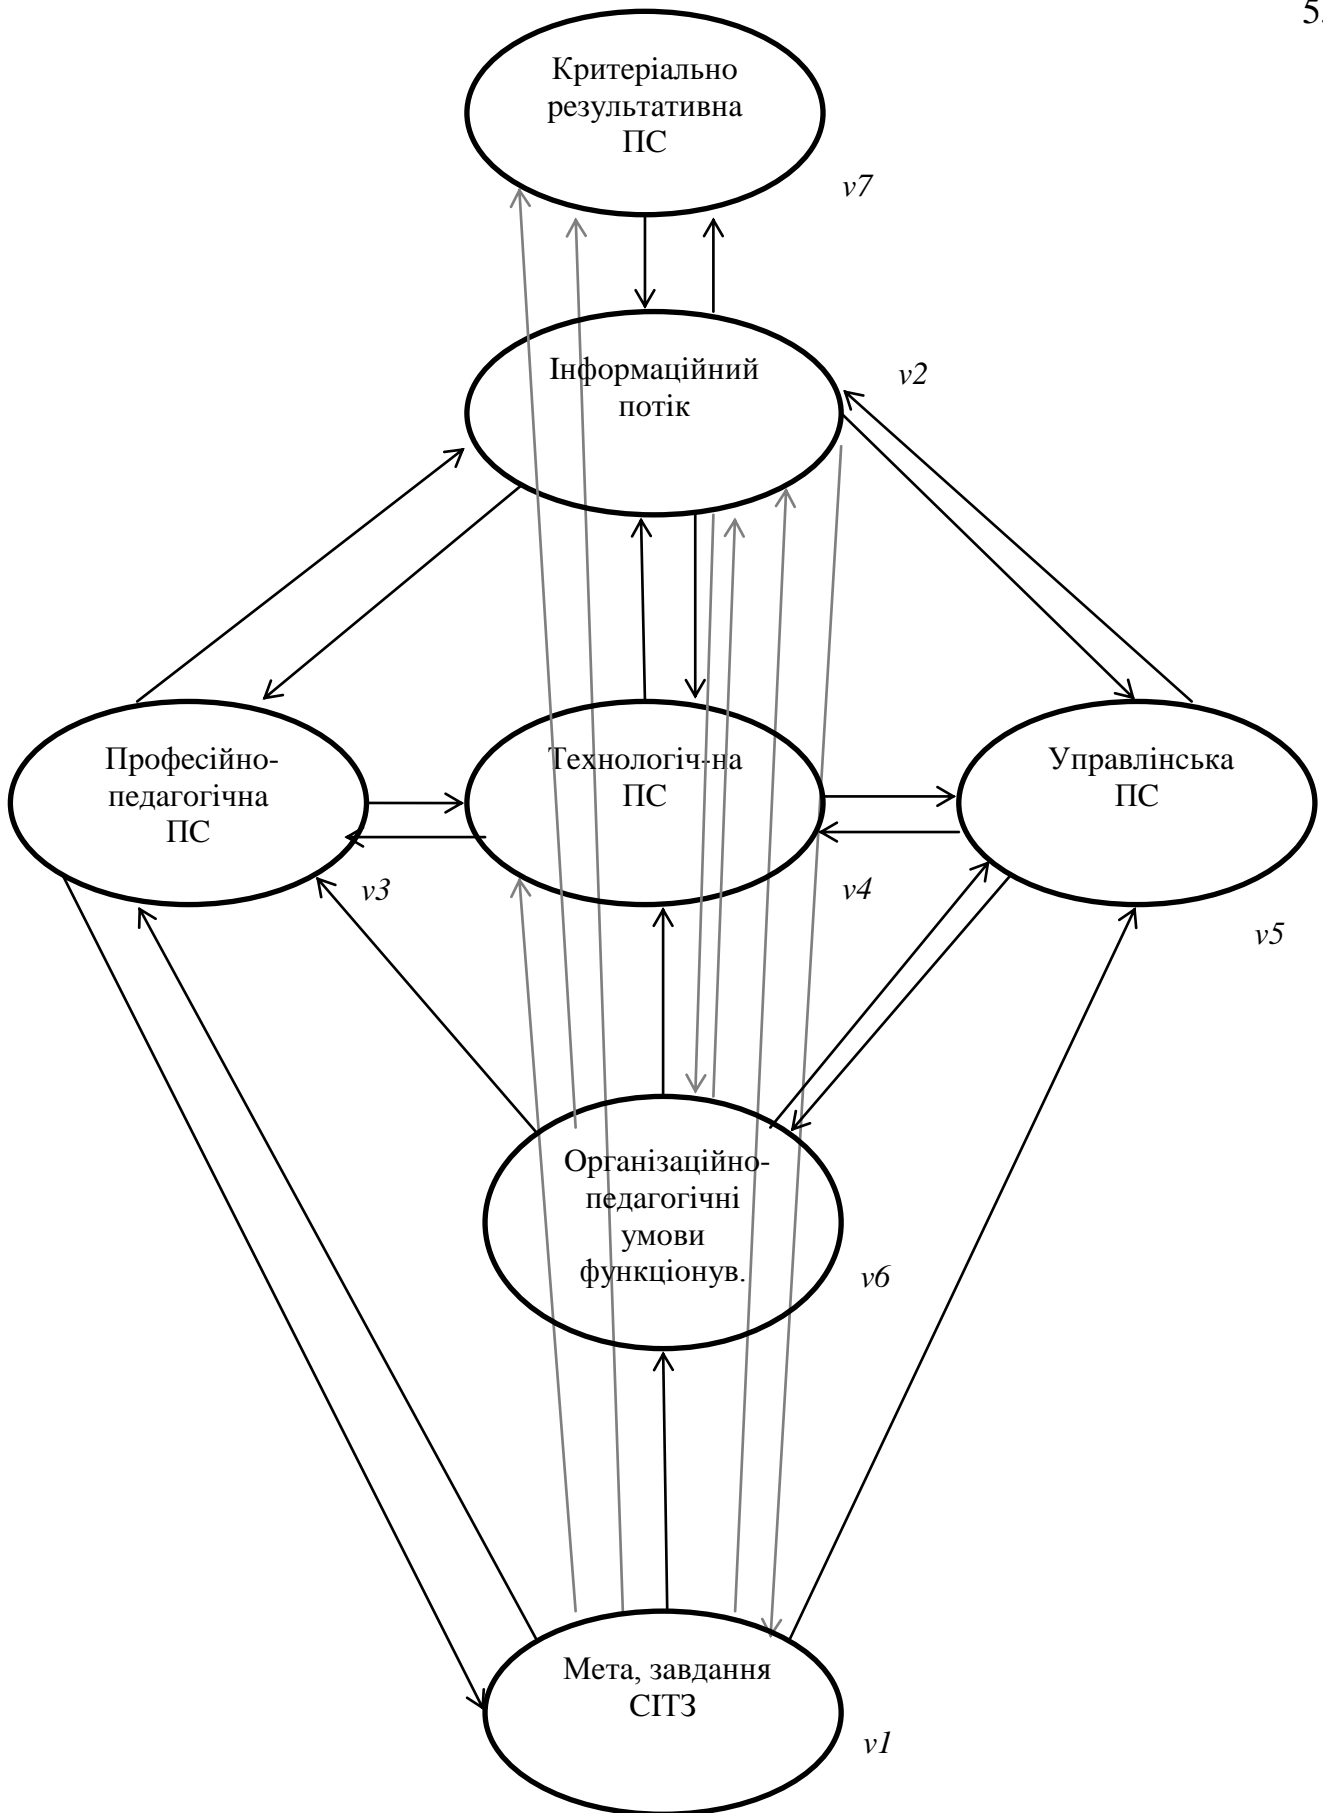 Критеріально
результативна
ПС
v7
Інформаційний
потік
v2
Професійно-
педагогічна
ПС
v3
Технологіч-на
ПС
v4
Управлінська
ПС
v5
Організаційно-
педагогічні
умови
функціонув.
v6
Мета, завдання
СІТЗ
v1